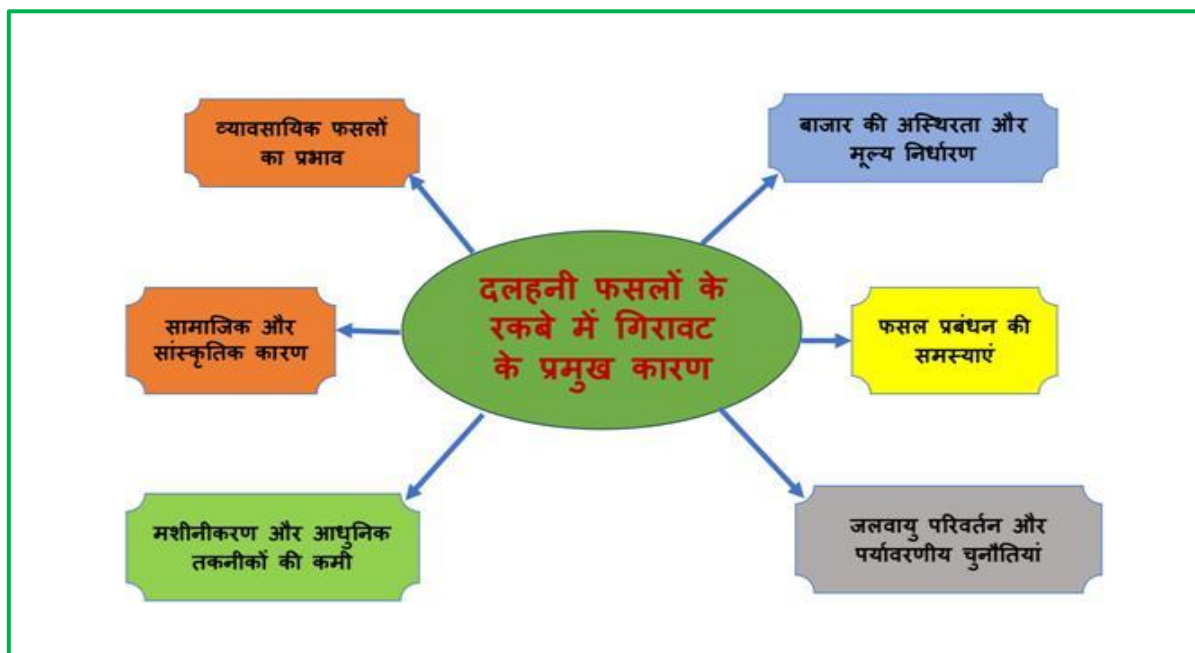 व्यावसायिक फसलों
का प्रभाव
बाजार की अस्थिरता और
मूल्य निर्धारण
दलहनी फसलों के
रकबे में गिरावट
के प्रमुख कारण
सामाजिक और
सांस्कृतिक कारण
फसल प्रबंधन की
समस्याएं
मशीनीकरण और आधुनिक
तकनीकों की कमी
जलवायु परिवर्तन और
पर्यावरणीय चुनौतियां